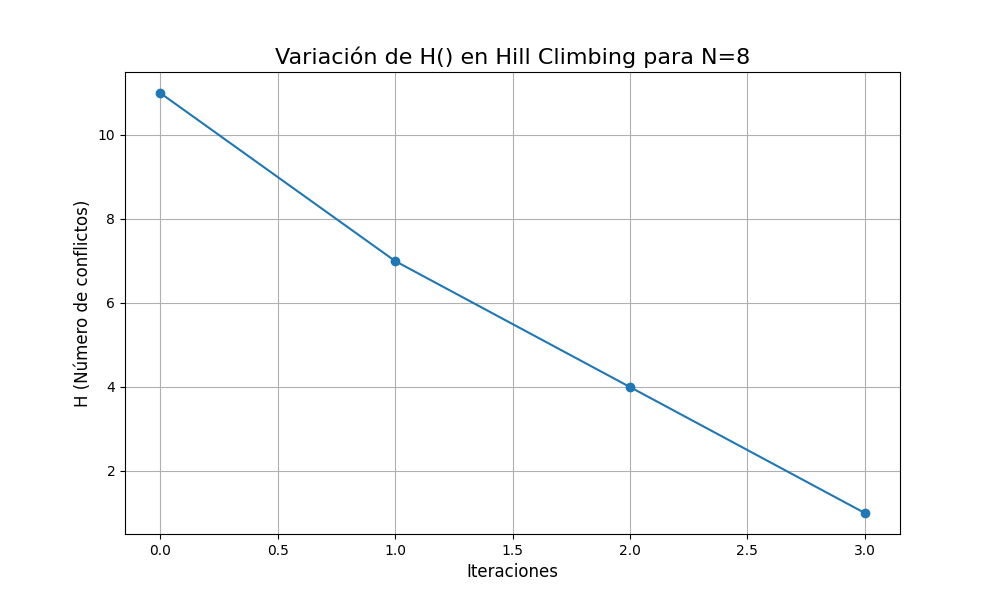 Variación de H() en Hill Climbing para N=8
H (Número de conflictos)
10
8
6
4
2
0.0 0.5 1.0 1.5 2.0 2.5 3.0
Iteraciones